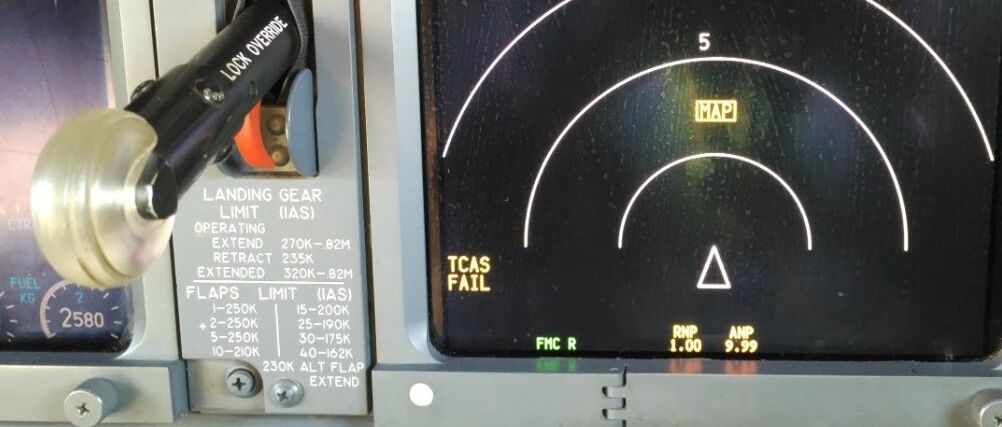 LOCK OVERRIDE
LANDING GEAR
LIMIT (IAS)
OPERATING
EXTEND 270K-.82M
RETRACT 235K
EXTENDED 320K-.82M
FLAPS LIMIT (IAS)
1-250K 15-200K
2-250K 25-190K
5-250K 30-175K
10-210K 40-162K
230K ALT FLAP
EXTEND
FUEL
KG
2
2580
5
MAP
TCAS
FAIL
FMC R
RNP ANP
1.00 9.99